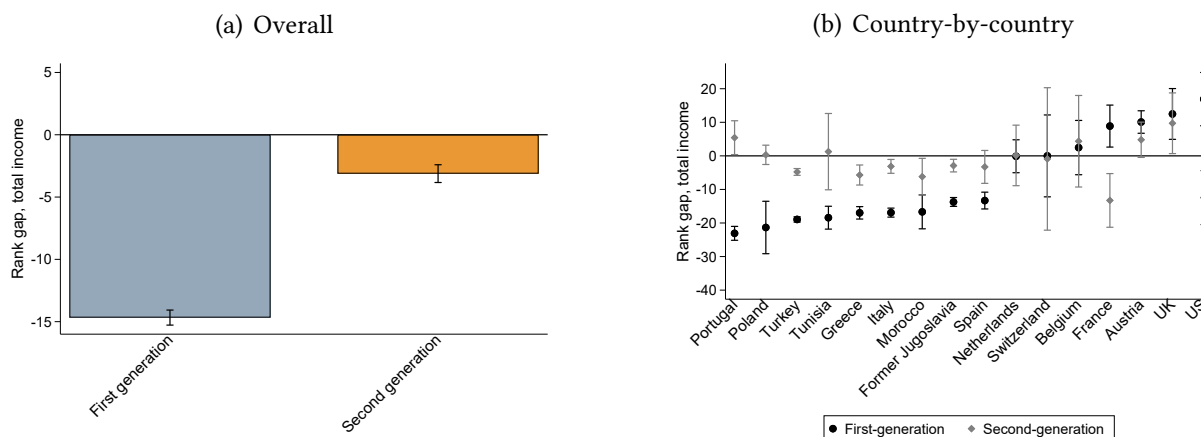 (a) Overall
(b) Country-by-country
Rank gap, total income
5
0
-5
-10
-15
First generation
Second generation
Rank gap, total income
20
10
0
-10
-20
-30
-40
Portugal
Poland
Turkey
Tunisia
Greece
Italy
Morocco
Former Jugoslavia
Spain
Netherlands
Switzerland
Belgium
France
Austria
UK
US
First-generation
Second-generation